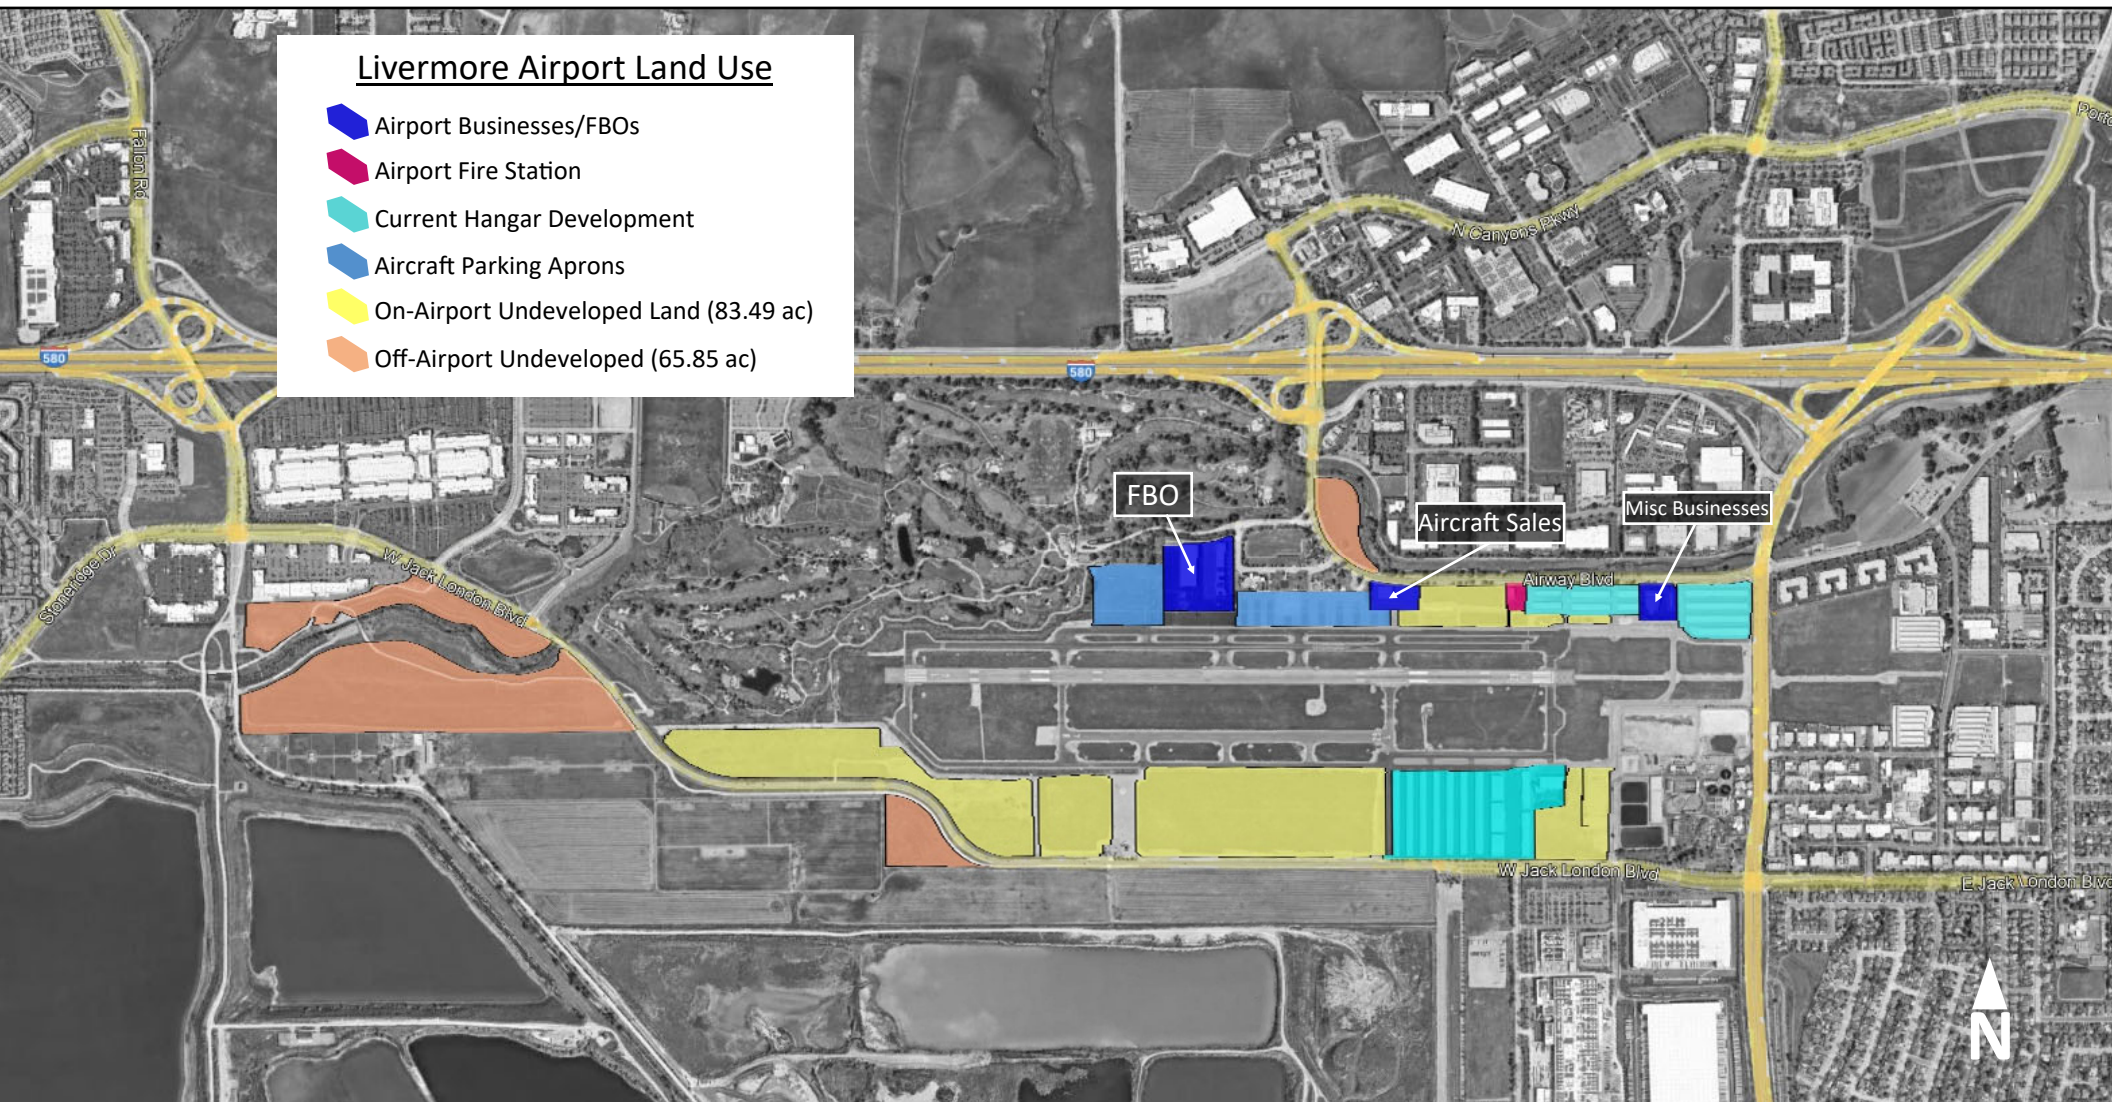 Livermore Airport Land Use
Airport Businesses/FBOs
Airport Fire Station
Current Hangar Development
Aircraft Parking Aprons
On-Airport Undeveloped Land (83.49 ac)
Off-Airport Undeveloped (65.85 ac)
Fallon Rd
N Canyons Pkwy
580
580
FBO
Aircraft Sales
Misc Businesses
Airway Blvd
Stoneridge Dr
W Jack London Blvd
W Jack London Blvd
E Jack London Blvd
N